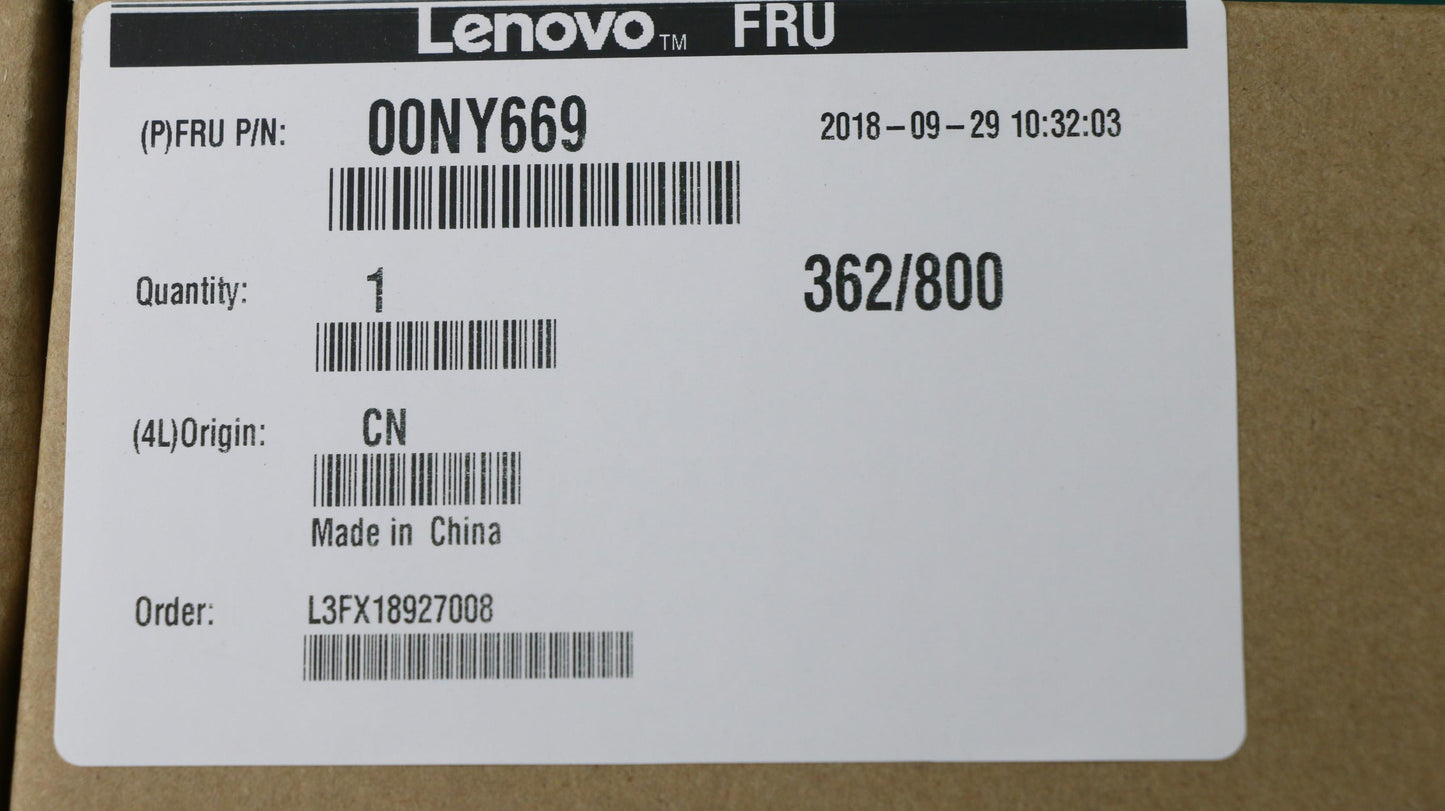 Lenovo™ FRU
(P)FRU P/N: 00NY669 2018-09-29 10:32:03
Quantity: 1 362/800
(4L)Origin: CN
Made in China
Order: L3FX18927008